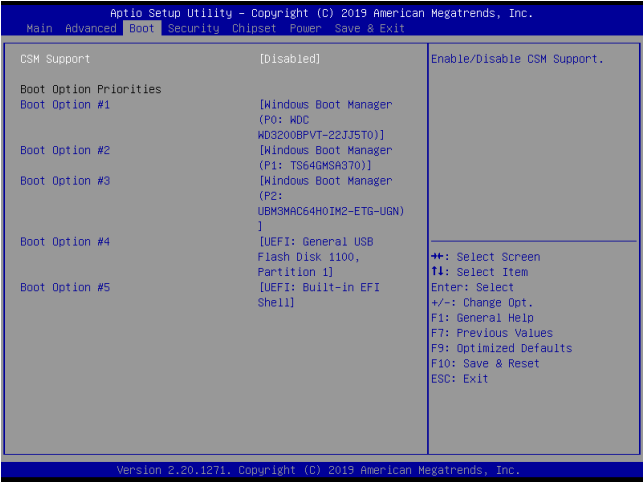 Aptio Setup Utility – Copyright (C) 2019 American Megatrends, Inc.
Main Advanced Boot Security Chipset Power Save & Exit
CSM Support [Disabled]
Boot Option Priorities
Boot Option #1 [Windows Boot Manager
(P0: WDC
WD3200BPVT-22JJ5T0)]
Boot Option #2 [Windows Boot Manager
(P1: TS64GMSA370)]
Boot Option #3 [Windows Boot Manager
(P2:
UBM3MAC64H0IM2-ETG-UGN)
]
Boot Option #4 [UEFI: General USB
Flash Disk 1100,
Partition 1]
Boot Option #5 [UEFI: Built-in EFI
Shell]
Enable/Disable CSM Support.
→←: Select Screen
↑↓: Select Item
Enter: Select
+/-: Change Opt.
F1: General Help
F7: Previous Values
F9: Optimized Defaults
F10: Save & Reset
ESC: Exit
Version 2.20.1271. Copyright (C) 2019 American Megatrends, Inc.